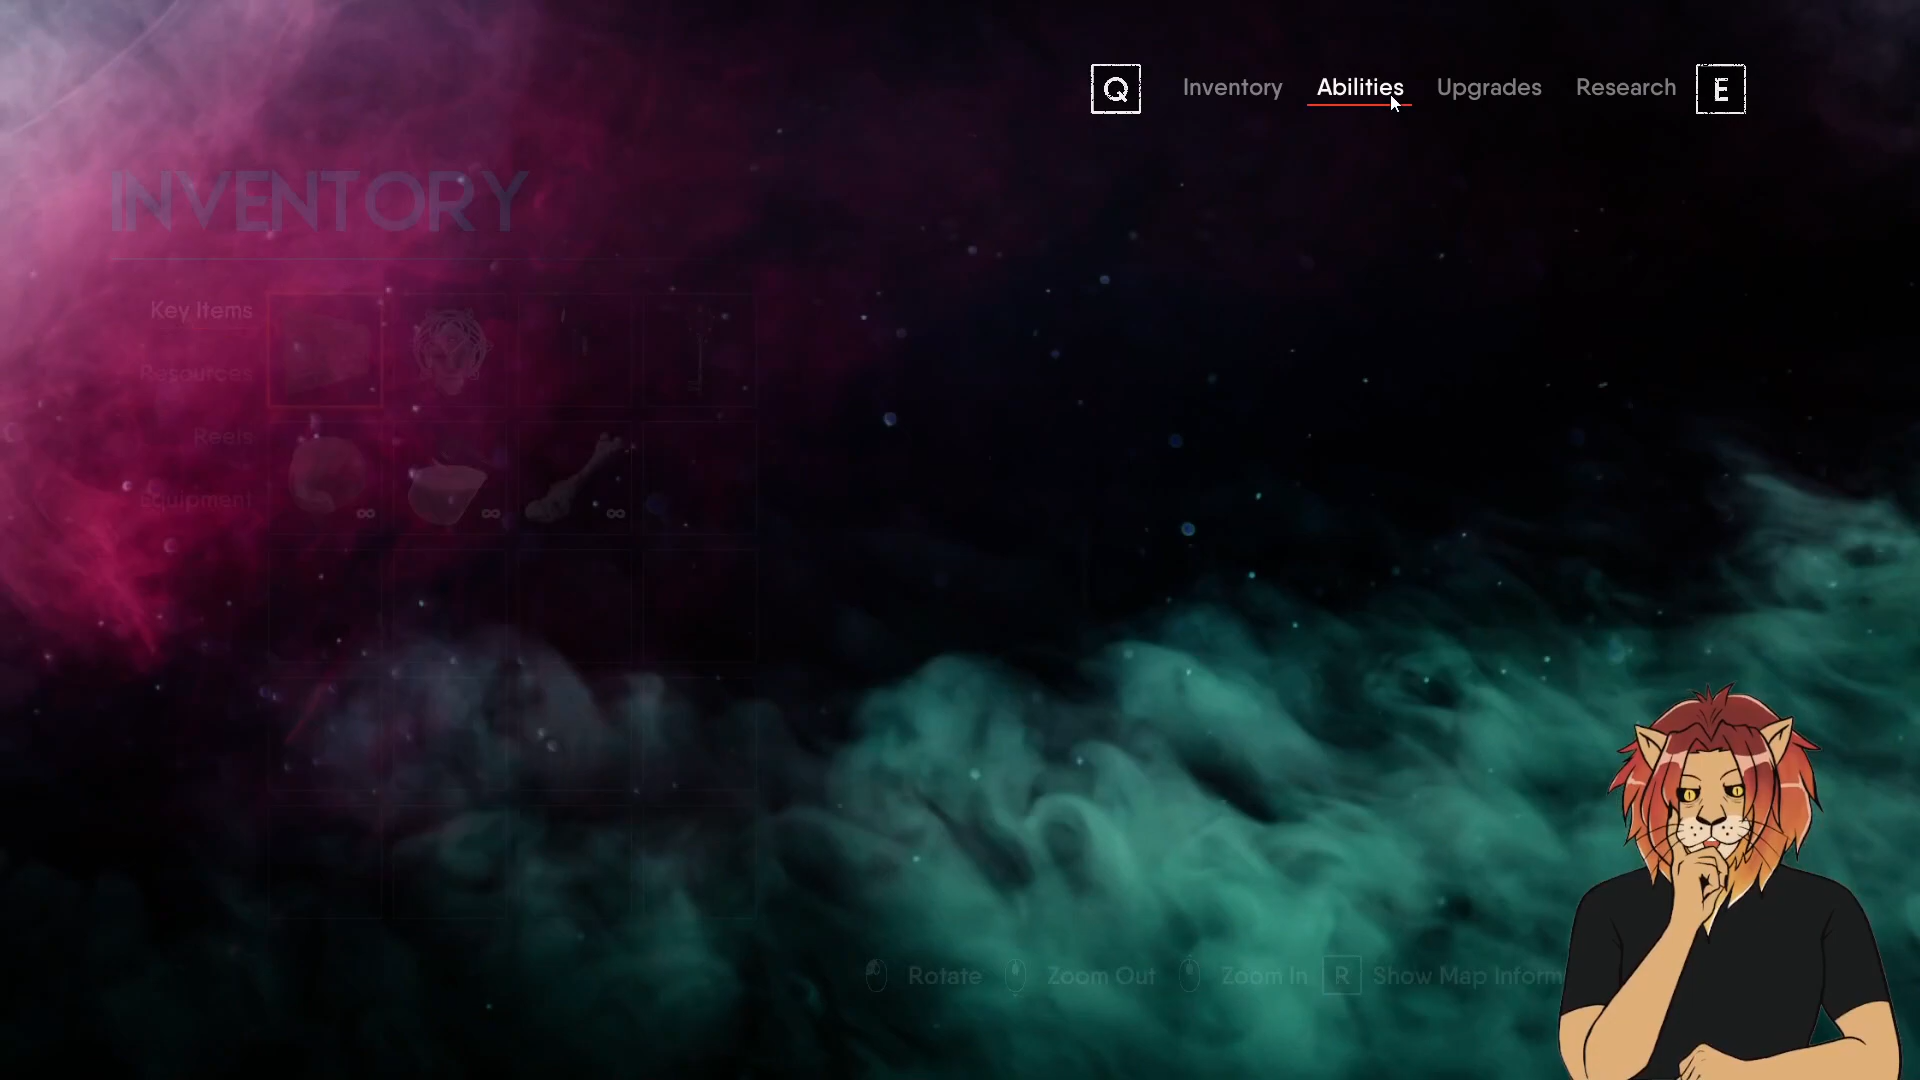 Q Inventory Abilities Upgrades Research E
INVENTORY
Key Items
Resources
Reels
Equipment
∞ ∞ ∞
Rotate Zoom Out Zoom In R Show Map Inform